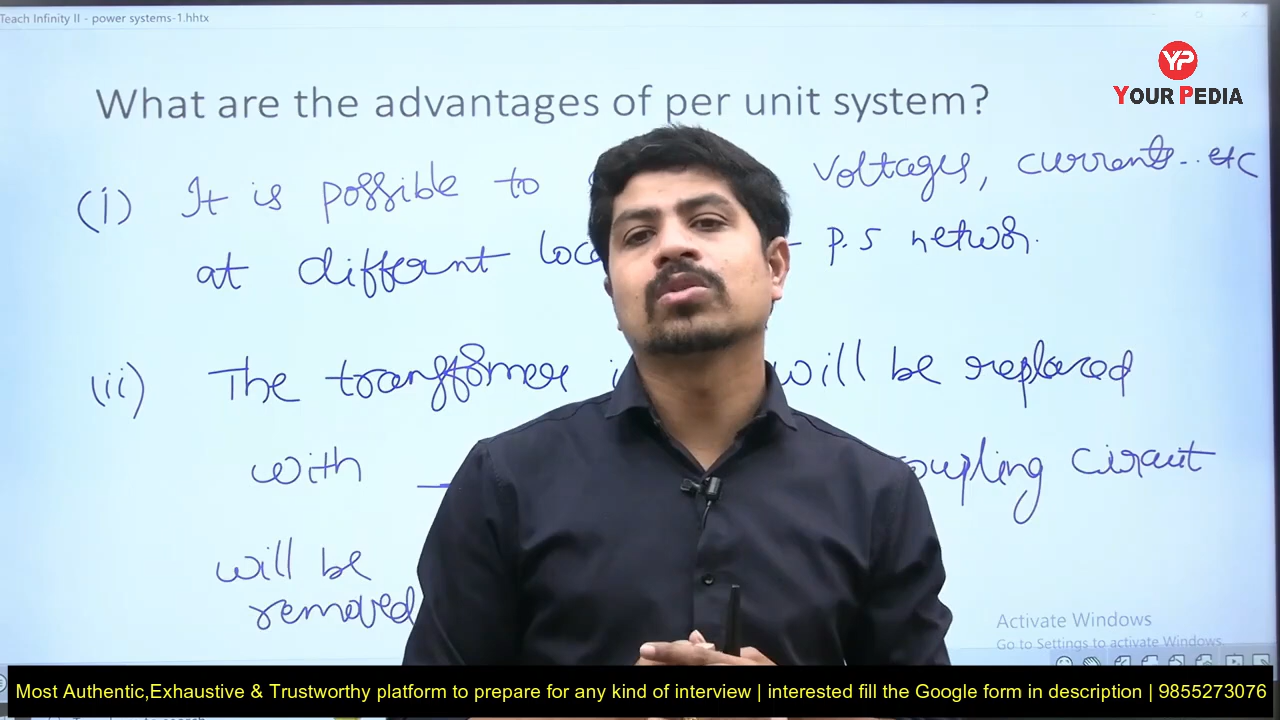 Teach Infinity II - power systems-1.hhtx
YP
YOUR PEDIA
What are the advantages of per unit system?
(i) It is possible to voltages, currents.. etc
at different loca P.S network.
(ii) The transformer i will be replaced
with oupling circuit
will be
removed
Activate Windows
Go to Settings to activate Windows.
Most Authentic,Exhaustive & Trustworthy platform to prepare for any kind of interview | interested fill the Google form in description | 9855273076